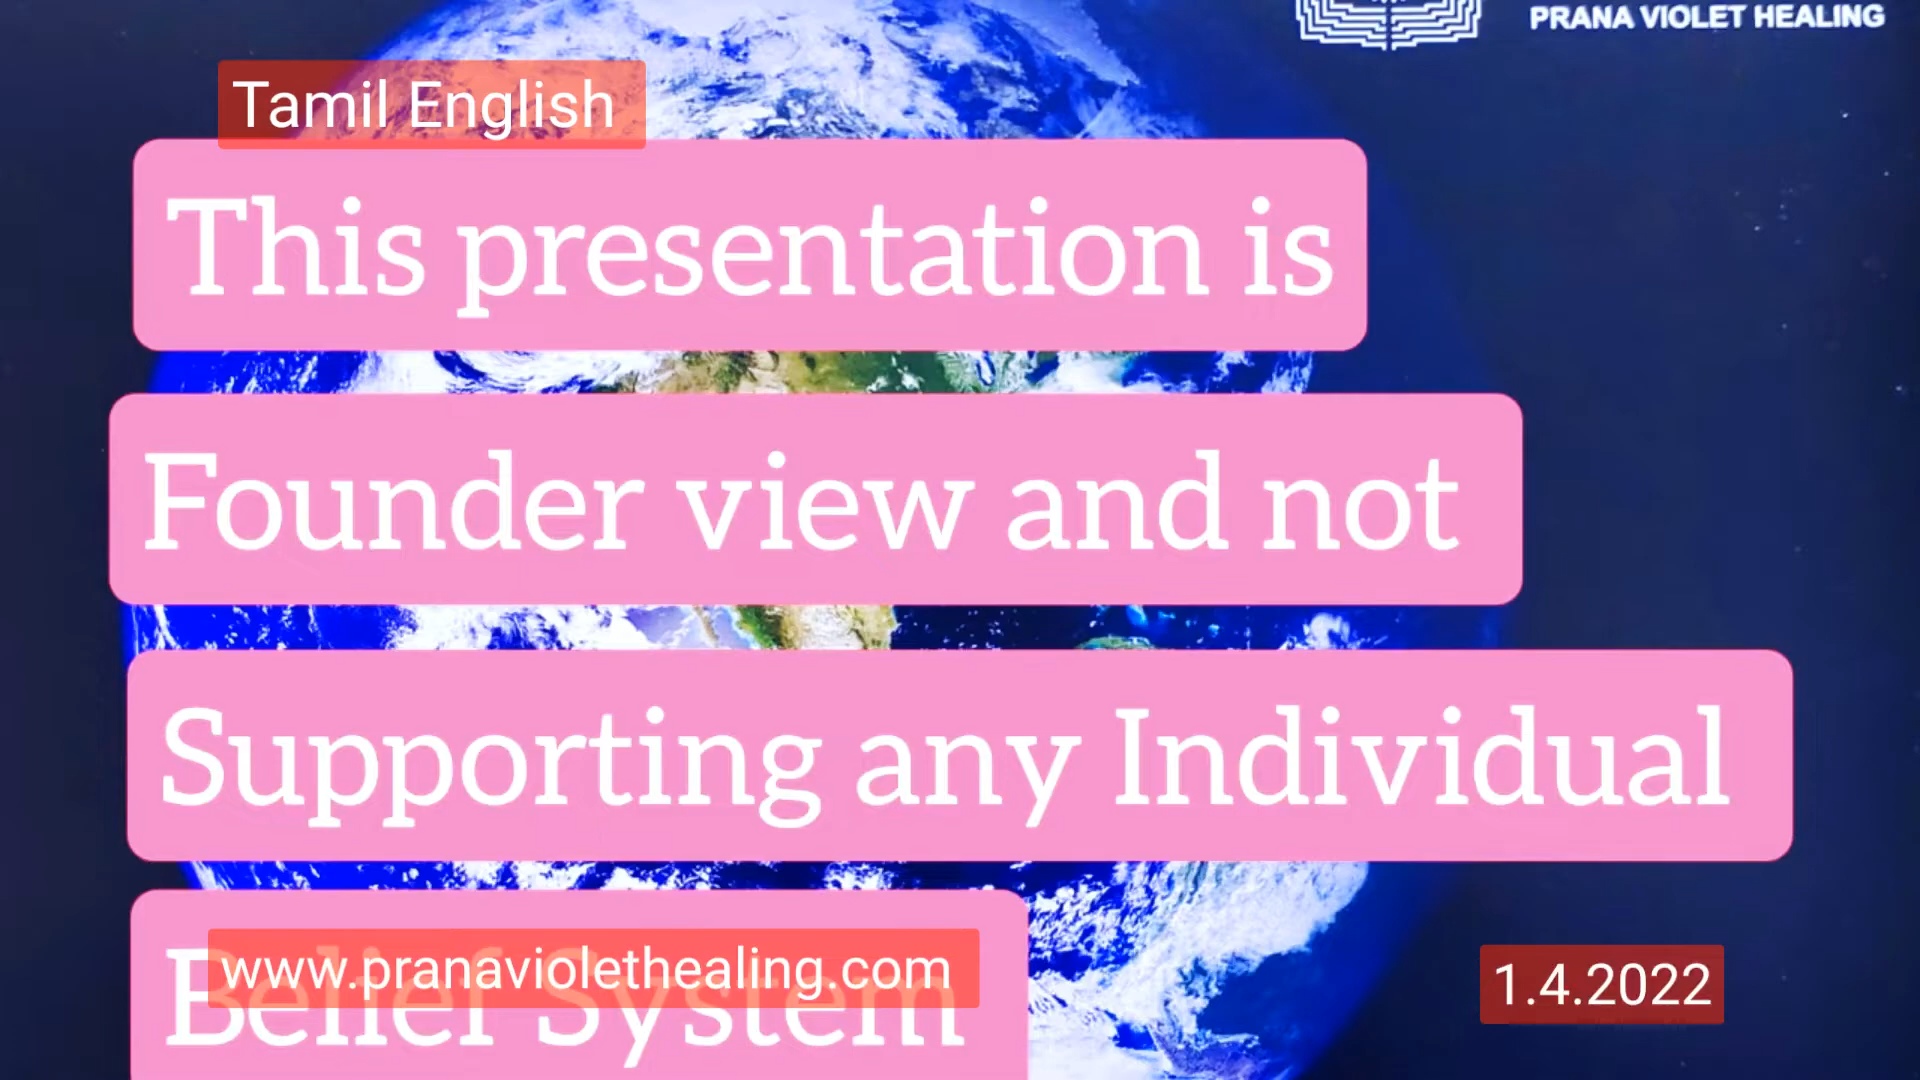 PRANA VIOLET HEALING
Tamil English
This presentation is
Founder view and not
Supporting any Individual
Belief System
www.pranaviolethealing.com
1.4.2022